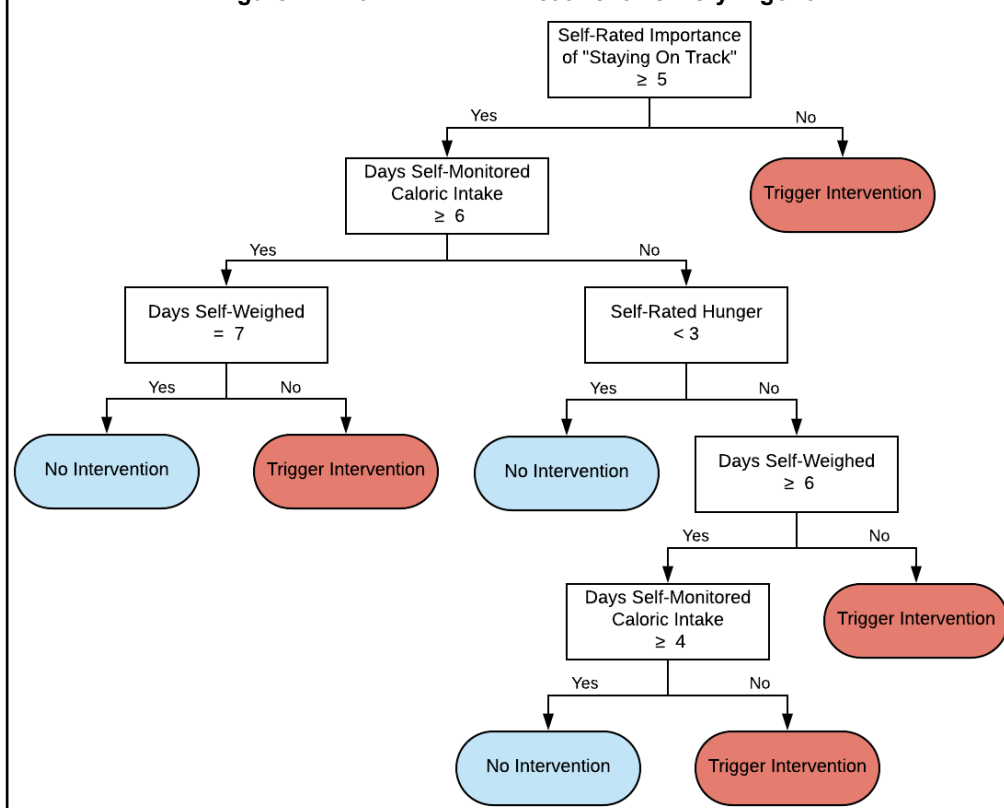 Self-Rated Importance
of "Staying On Track"
≥ 5
Yes
No
Days Self-Monitored
Caloric Intake
≥ 6
Trigger Intervention
Yes
No
Days Self-Weighed
= 7
Self-Rated Hunger
< 3
Yes
No
Yes
No
No Intervention
Trigger Intervention
No Intervention
Days Self-Weighed
≥ 6
Yes
No
Days Self-Monitored
Caloric Intake
≥ 4
Trigger Intervention
Yes
No
No Intervention
Trigger Intervention